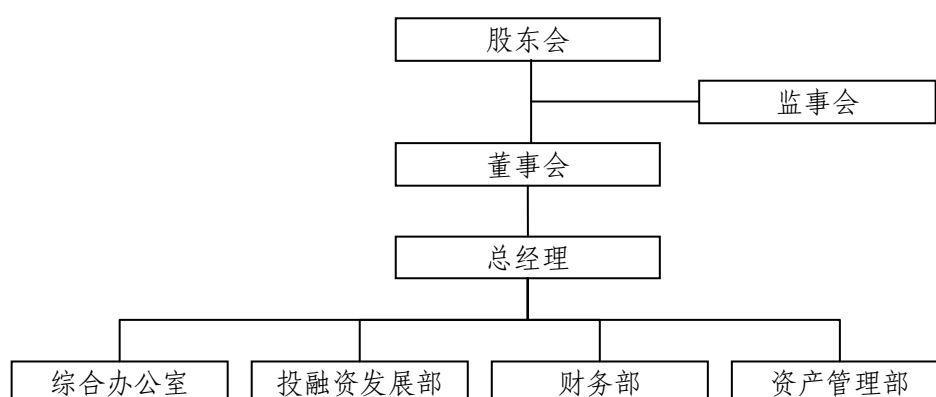 股东会
监事会
董事会
总经理
综合办公室
投融资发展部
财务部
资产管理部